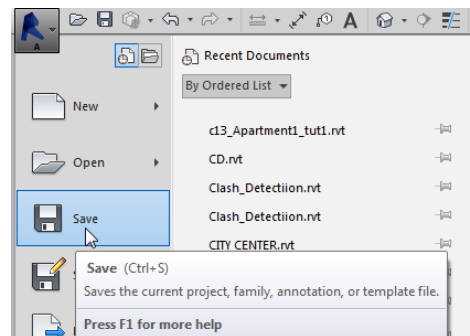 A
A
Recent Documents
By Ordered List
New
Open
Save
c13_Apartment1_tut1.rvt
CD.rvt
Clash_Detectiion.rvt
Clash_Detectiion.rvt
CITY CENTER.rvt
Save (Ctrl+S)
Saves the current project, family, annotation, or template file.
Press F1 for more help